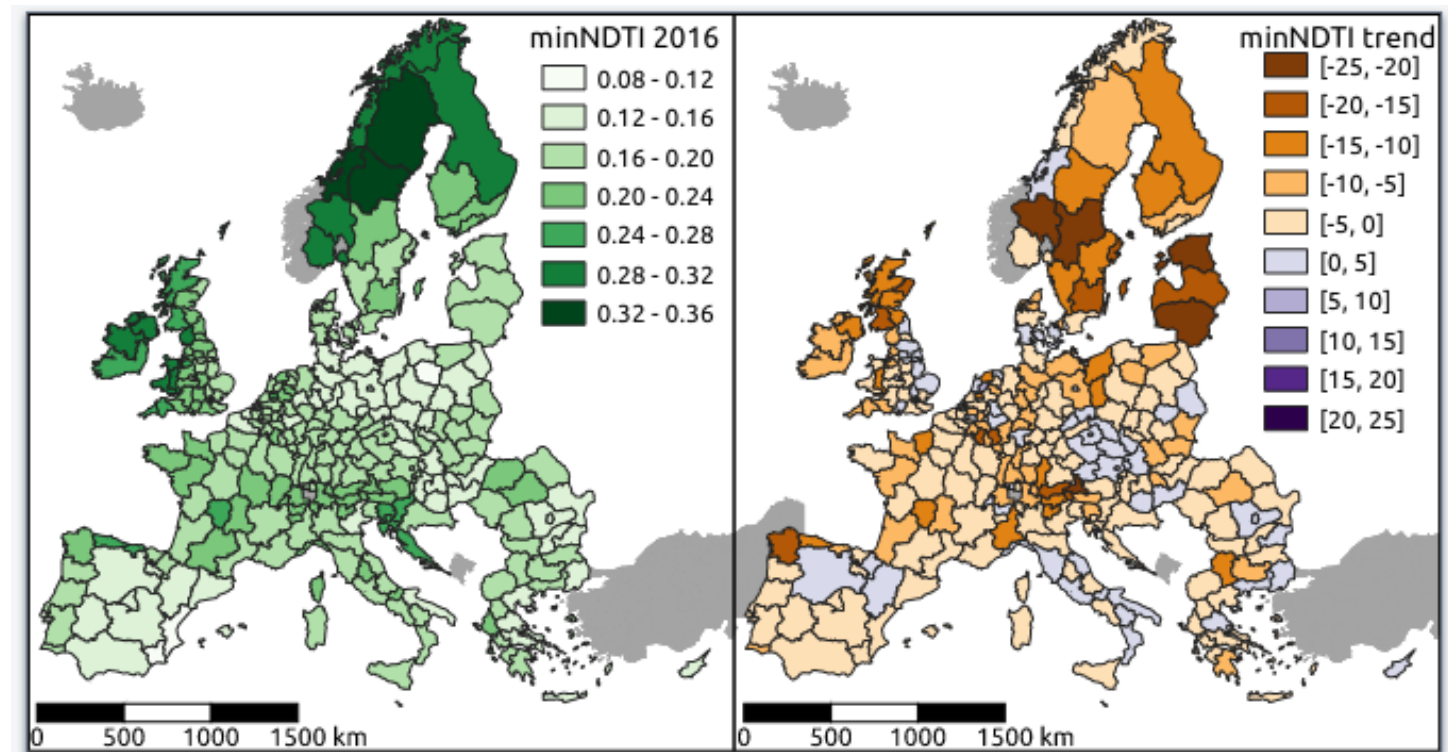 minNDTI 2016
0.08 - 0.12
0.12 - 0.16
0.16 - 0.20
0.20 - 0.24
0.24 - 0.28
0.28 - 0.32
0.32 - 0.36
0 500 1000 1500 km
minNDTI trend
[-25, -20]
[-20, -15]
[-15, -10]
[-10, -5]
[-5, 0]
[0, 5]
[5, 10]
[10, 15]
[15, 20]
[20, 25]
0 500 1000 1500 km